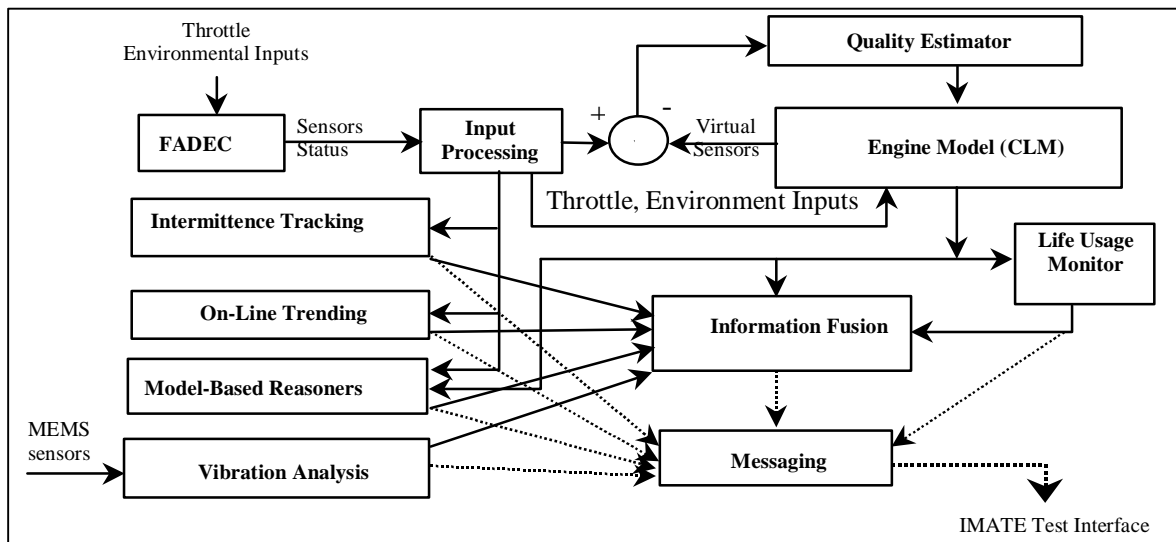 Throttle
Environmental Inputs
Quality Estimator
+
-
FADEC
Sensors
Status
Input
Processing
Virtual
Sensors
Engine Model (CLM)
Throttle, Environment Inputs
Intermittence Tracking
Life Usage
Monitor
On-Line Trending
Information Fusion
Model-Based Reasoners
MEMS
sensors
Vibration Analysis
Messaging
IMATE Test Interface